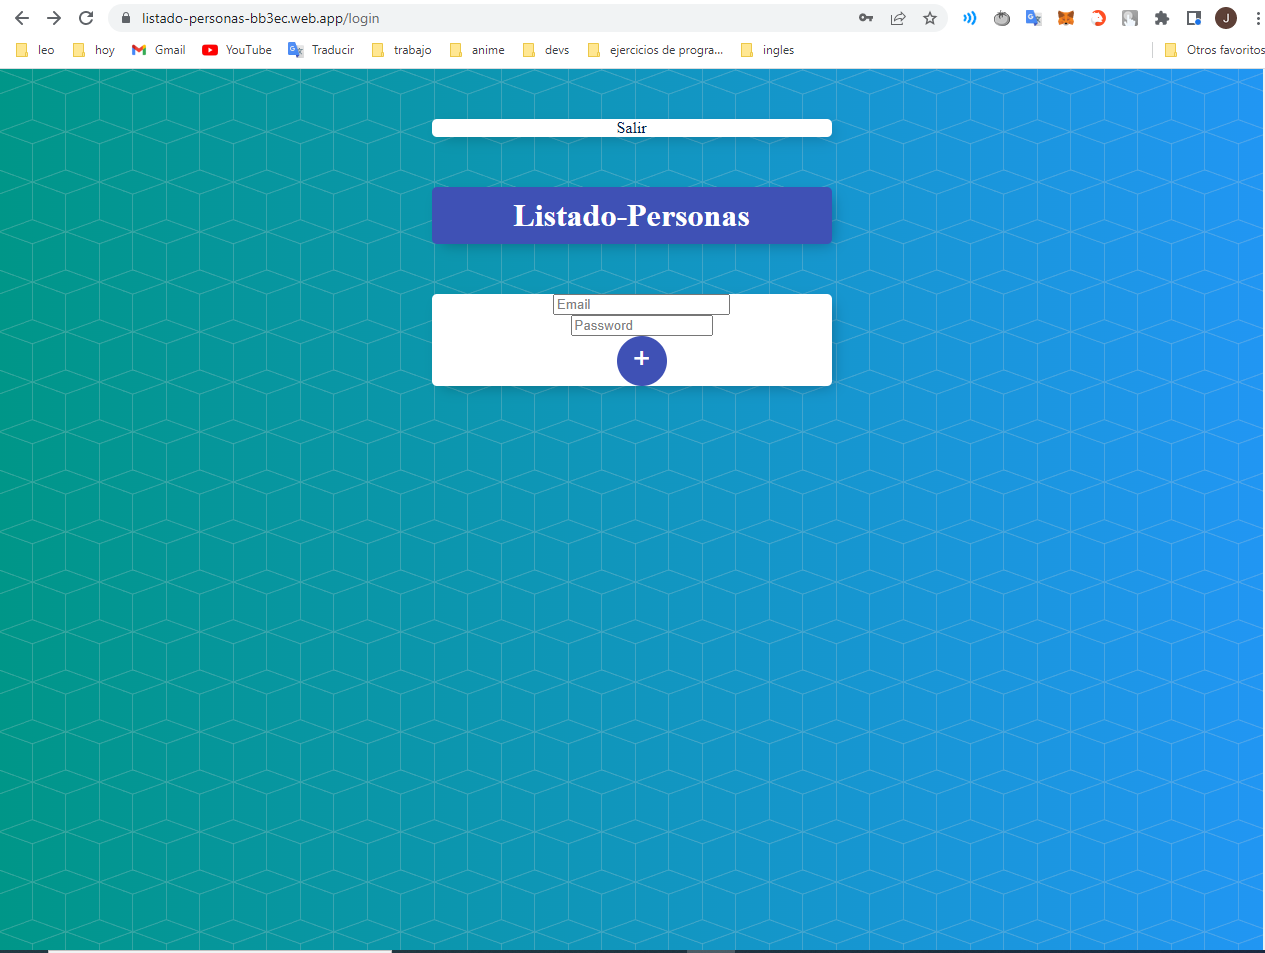 listado-personas-bb3ec.web.app/login
J
leo hoy Gmail YouTube Traducir trabajo anime devs ejercicios de progra... ingles Otros favoritos
Salir
Listado-Personas
Email
Password
+